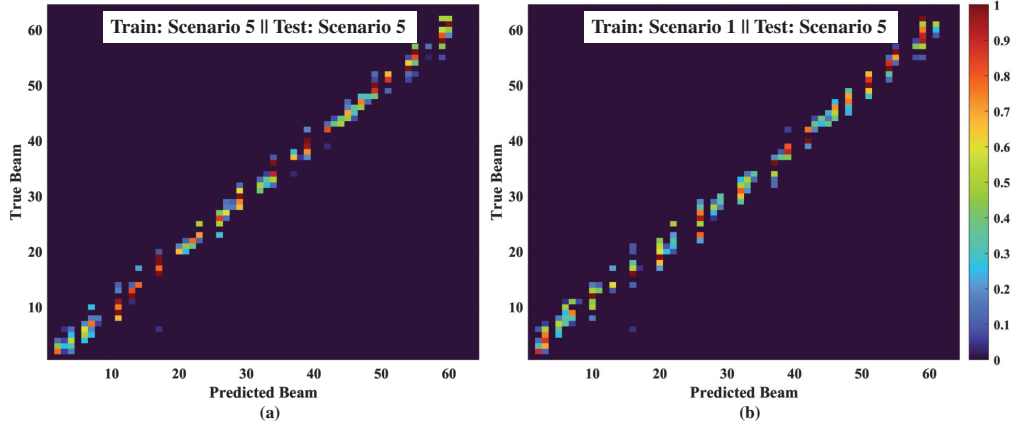 Train: Scenario 5 || Test: Scenario 5
True Beam
60
50
40
30
20
10
10 20 30 40 50 60
Predicted Beam
(a)
Train: Scenario 1 || Test: Scenario 5
True Beam
60
50
40
30
20
10
10 20 30 40 50 60
Predicted Beam
(b)
1
0.9
0.8
0.7
0.6
0.5
0.4
0.3
0.2
0.1
0